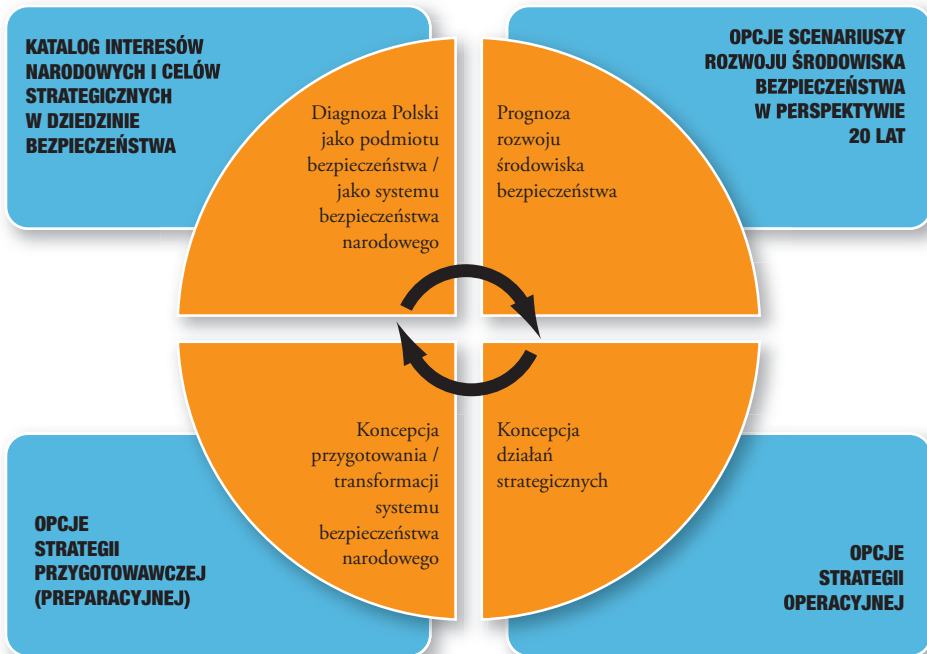 KATALOG INTERESÓW
NARODOWYCH I CELÓW
STRATEGICZNYCH
W DZIEDZINIE
BEZPIECZEŃSTWA
Diagnoza Polski
jako podmiotu
bezpieczeństwa /
jako systemu
bezpieczeństwa
narodowego
Prognoza
rozwoju
środowiska
bezpieczeństwa
OPCJE SCENARIUSZY
ROZWOJU ŚRODOWISKA
BEZPIECZEŃSTWA
W PERSPEKTYWIE
20 LAT
OPCJE
STRATEGII
PRZYGOTOWAWCZEJ
(PREPARACYJNEJ)
Koncepcja
przygotowania /
transformacji
systemu
bezpieczeństwa
narodowego
Koncepcja
działań
strategicznych
OPCJE
STRATEGII
OPERACYJNEJ